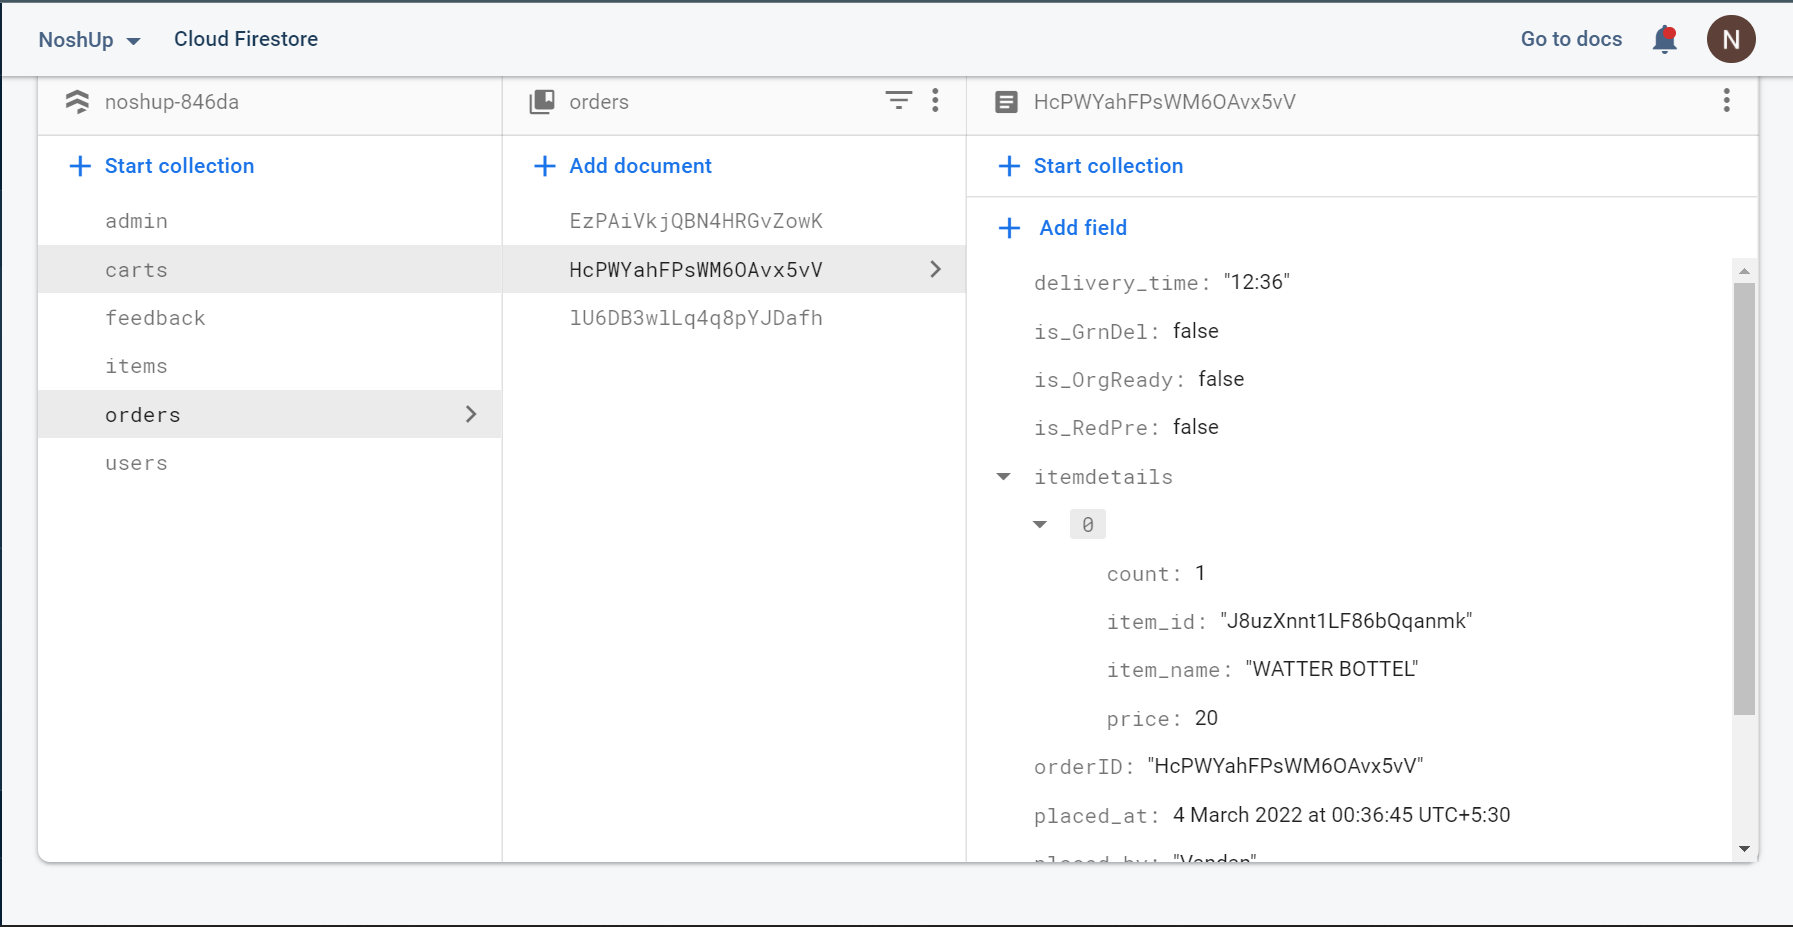 NoshUp Cloud Firestore Go to docs N
noshup-846da
Start collection
admin
carts
feedback
items
orders
users
orders
Add document
EzPAiVkjQBN4HRGvZowK
HcPWYahFPsWM6OAvx5vV
lU6DB3wlLq4q8pYJDafh
HcPWYahFPsWM6OAvx5vV
Start collection
Add field
delivery_time: "12:36"
is_GrnDel: false
is_OrgReady: false
is_RedPre: false
itemdetails
0
count: 1
item_id: "J8uzXnnt1LF86bQqanmk"
item_name: "WATTER BOTTEL"
price: 20
orderID: "HcPWYahFPsWM6OAvx5vV"
placed_at: 4 March 2022 at 00:36:45 UTC+5:30
placed_by: